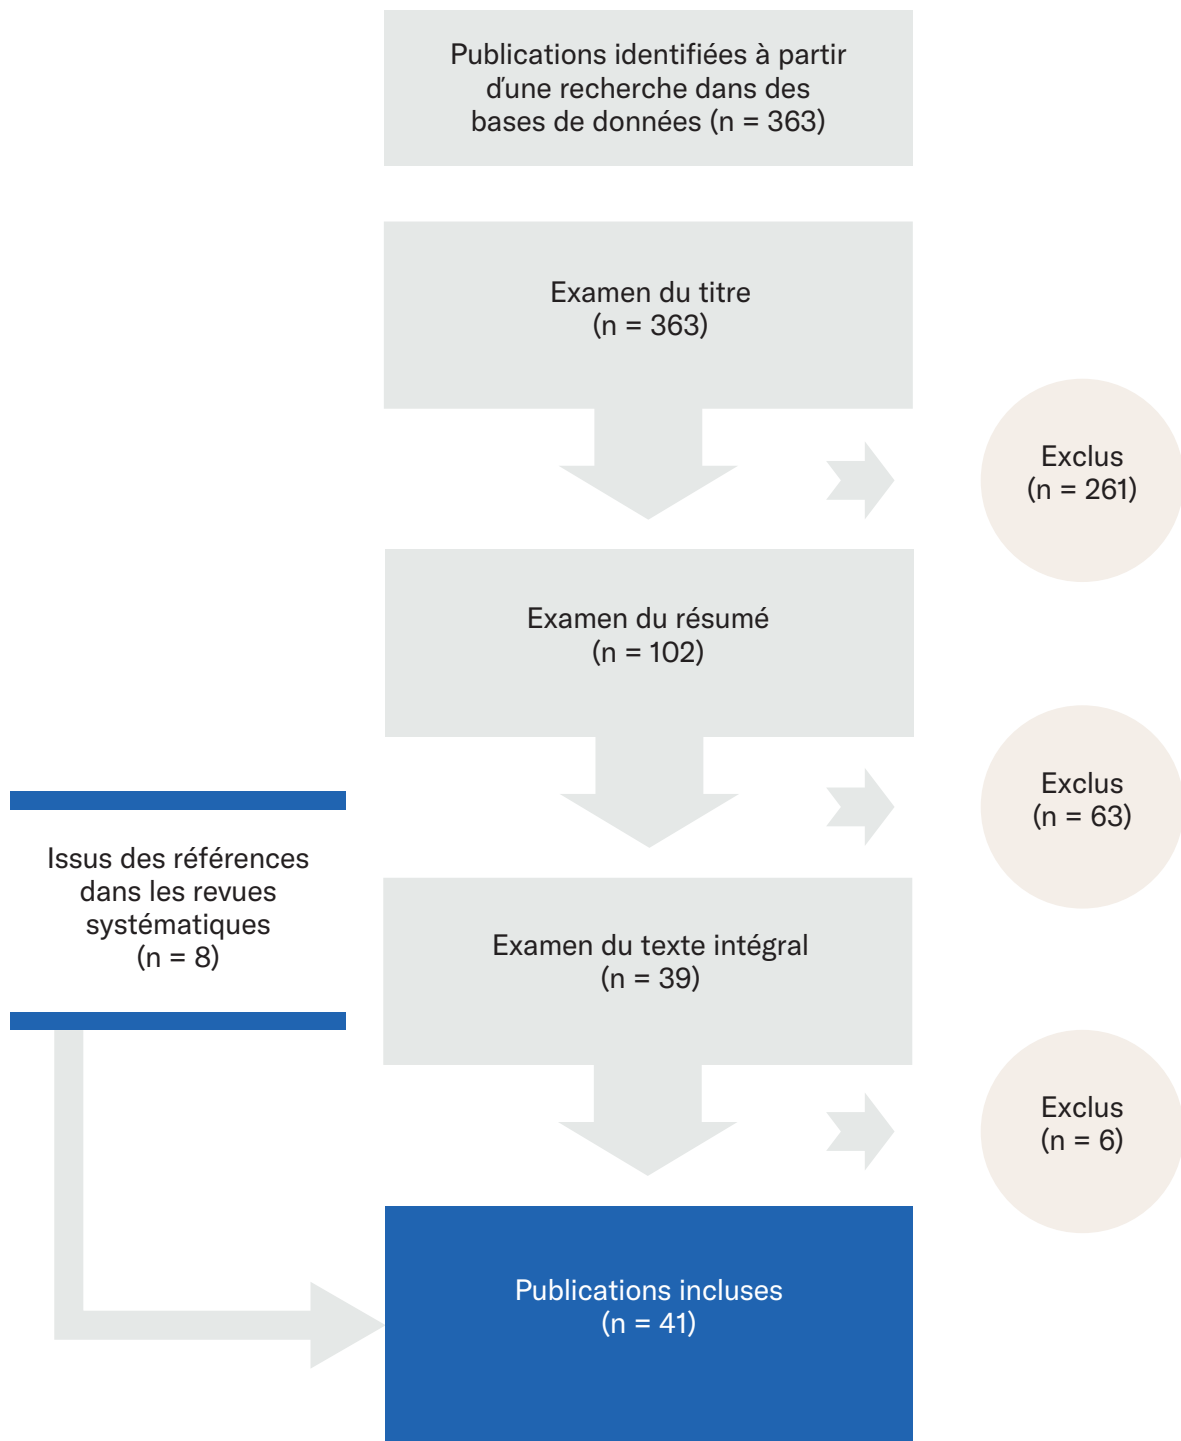 Publications identifiées à partir
d'une recherche dans des
bases de données (n = 363)
Examen du titre
(n = 363)
Exclus
(n = 261)
Examen du résumé
(n = 102)
Exclus
(n = 63)
Issus des références
dans les revues
systématiques
(n = 8)
Examen du texte intégral
(n = 39)
Exclus
(n = 6)
Publications incluses
(n = 41)